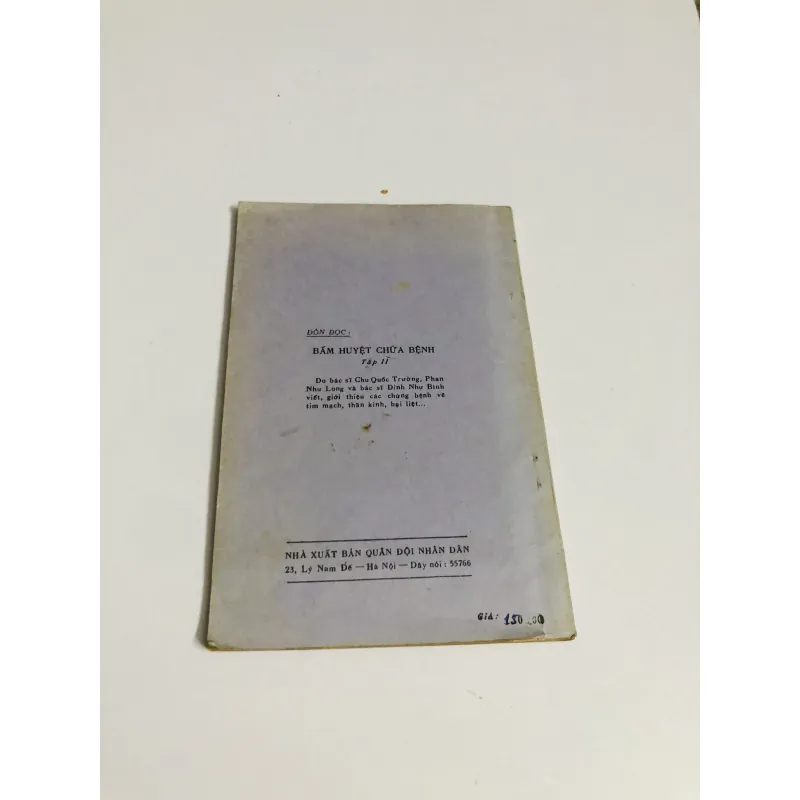 ĐÓN ĐỌC:
BẤM HUYỆT CHỮA BỆNH
Tập II
Do bác sĩ Chu Quốc Trường, Phan
Như Long và bác sĩ Đinh Như Bình
viết, giới thiệu các chứng bệnh về
tim mạch, thần kinh, bại liệt...
NHÀ XUẤT BẢN QUÂN ĐỘI NHÂN DÂN
23, Lý Nam Đế — Hà Nội — Dây nói: 55766
Giá: 150